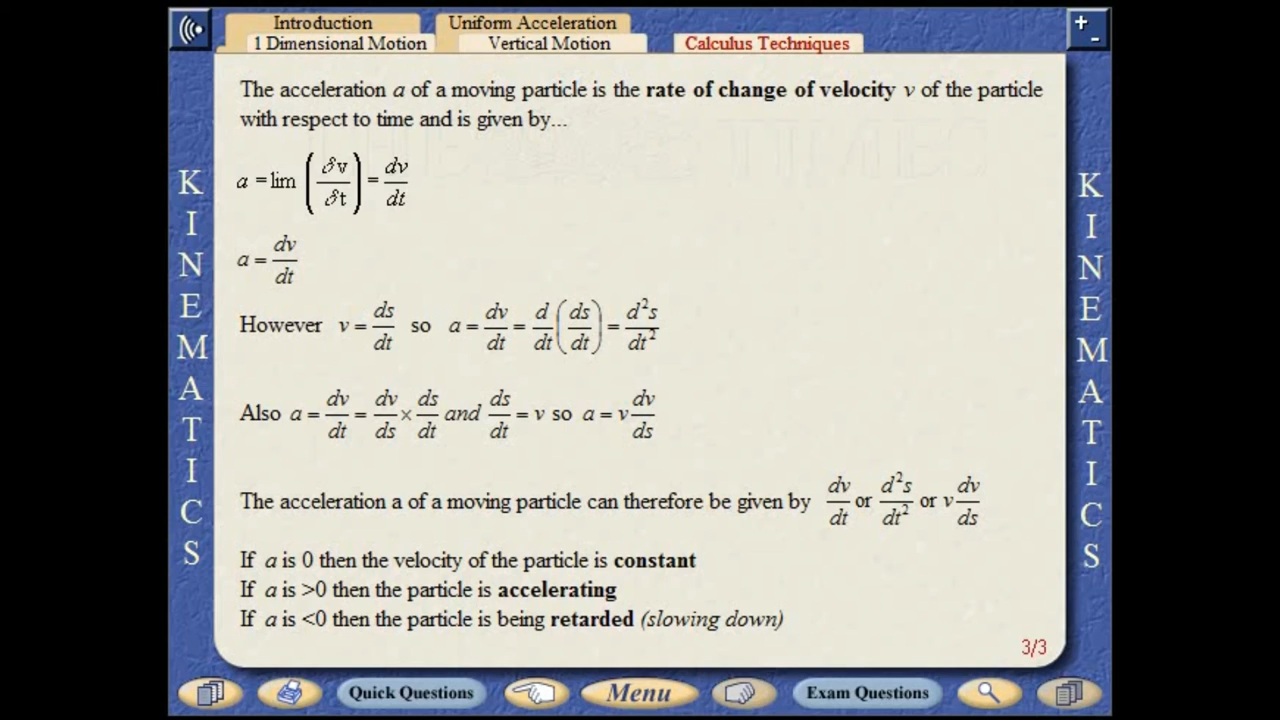 Introduction
Uniform Acceleration
1 Dimensional Motion
Vertical Motion
Calculus Techniques
+
-
KINEMATICS
The acceleration a of a moving particle is the rate of change of velocity v of the particle
with respect to time and is given by...
a = lim (δv/δt) = dv/dt
a = dv/dt
However v = ds/dt so a = dv/dt = d/dt (ds/dt) = d²s/dt²
Also a = dv/dt = dv/ds × ds/dt and ds/dt = v so a = v dv/ds
The acceleration a of a moving particle can therefore be given by dv/dt or d²s/dt² or v dv/ds
If a is 0 then the velocity of the particle is constant
If a is >0 then the particle is accelerating
If a is <0 then the particle is being retarded (slowing down)
3/3
KINEMATICS
Quick Questions
Menu
Exam Questions